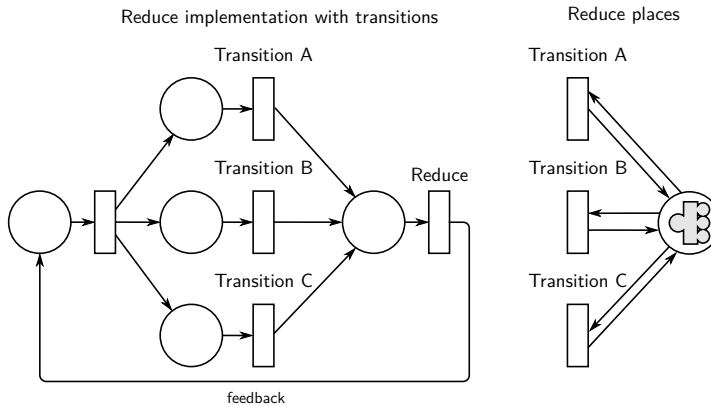 Reduce implementation with transitions
Transition A
Transition B
Reduce
Transition C
feedback
Reduce places
Transition A
Transition B
Transition C